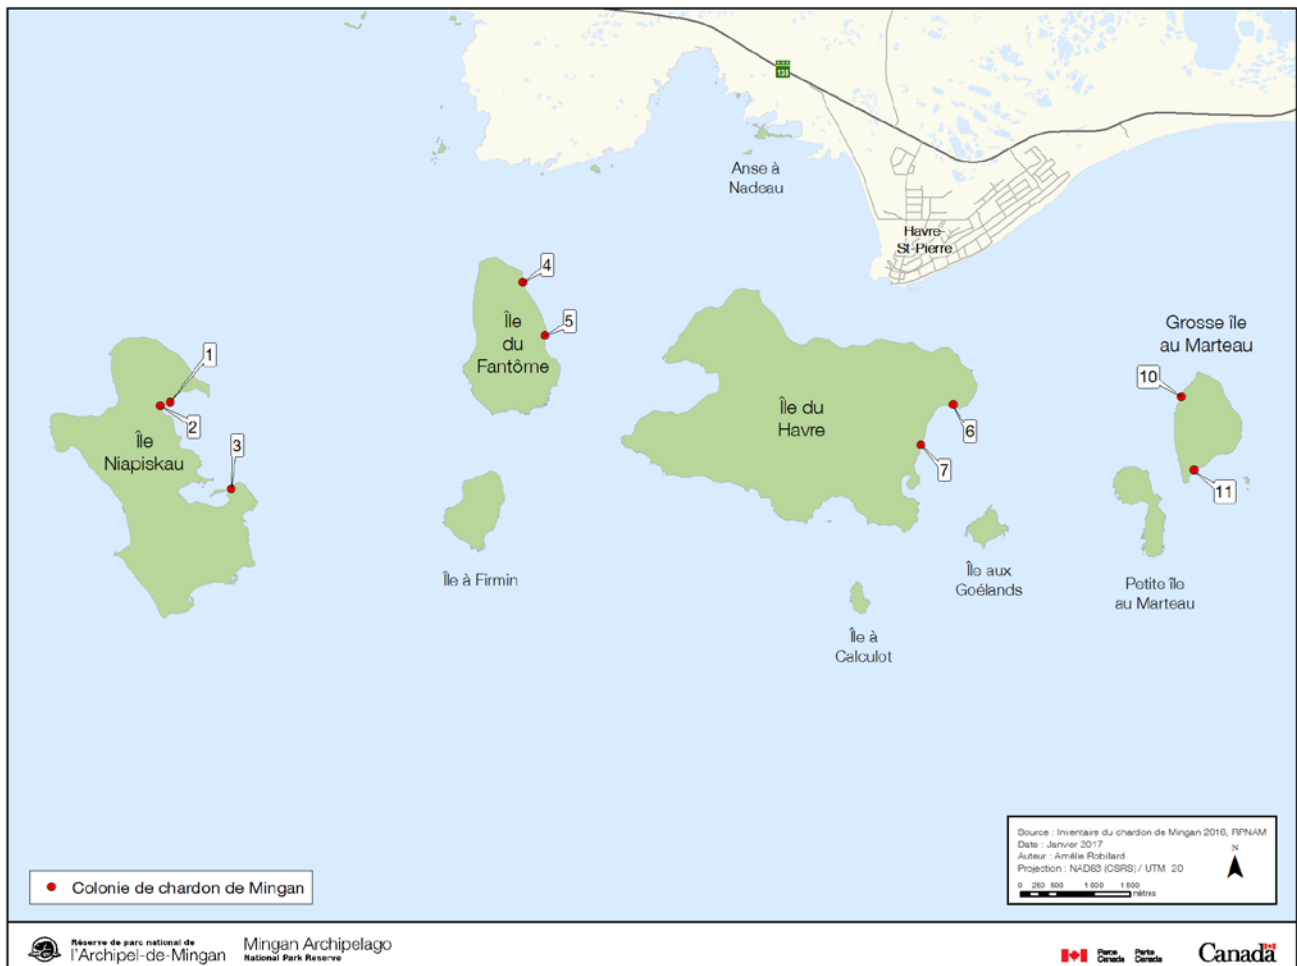 138
Anse à
Nadeau
Havre-
St-Pierre
4
Île
du
Fantôme
5
Grosse île
au Marteau
1
10
Île du
Havre
6
2
Île
Niapiskau
3
7
11
Île à Firmin
Île aux
Goélands
Petite île
au Marteau
Île à
Calculot
Source : Inventaire du chardon de Mingan 2016, RPNAM
Date : Janvier 2017
Auteur : Amélie Robillard
Projection : NAD83 (CSRS) / UTM 20
N
0 250 500 1 000 1 500
mètres
Colonie de chardon de Mingan
Réserve de parc national de
l'Archipel-de-Mingan
Mingan Archipelago
National Park Reserve
Parcs
Canada
Parks
Canada
Canada